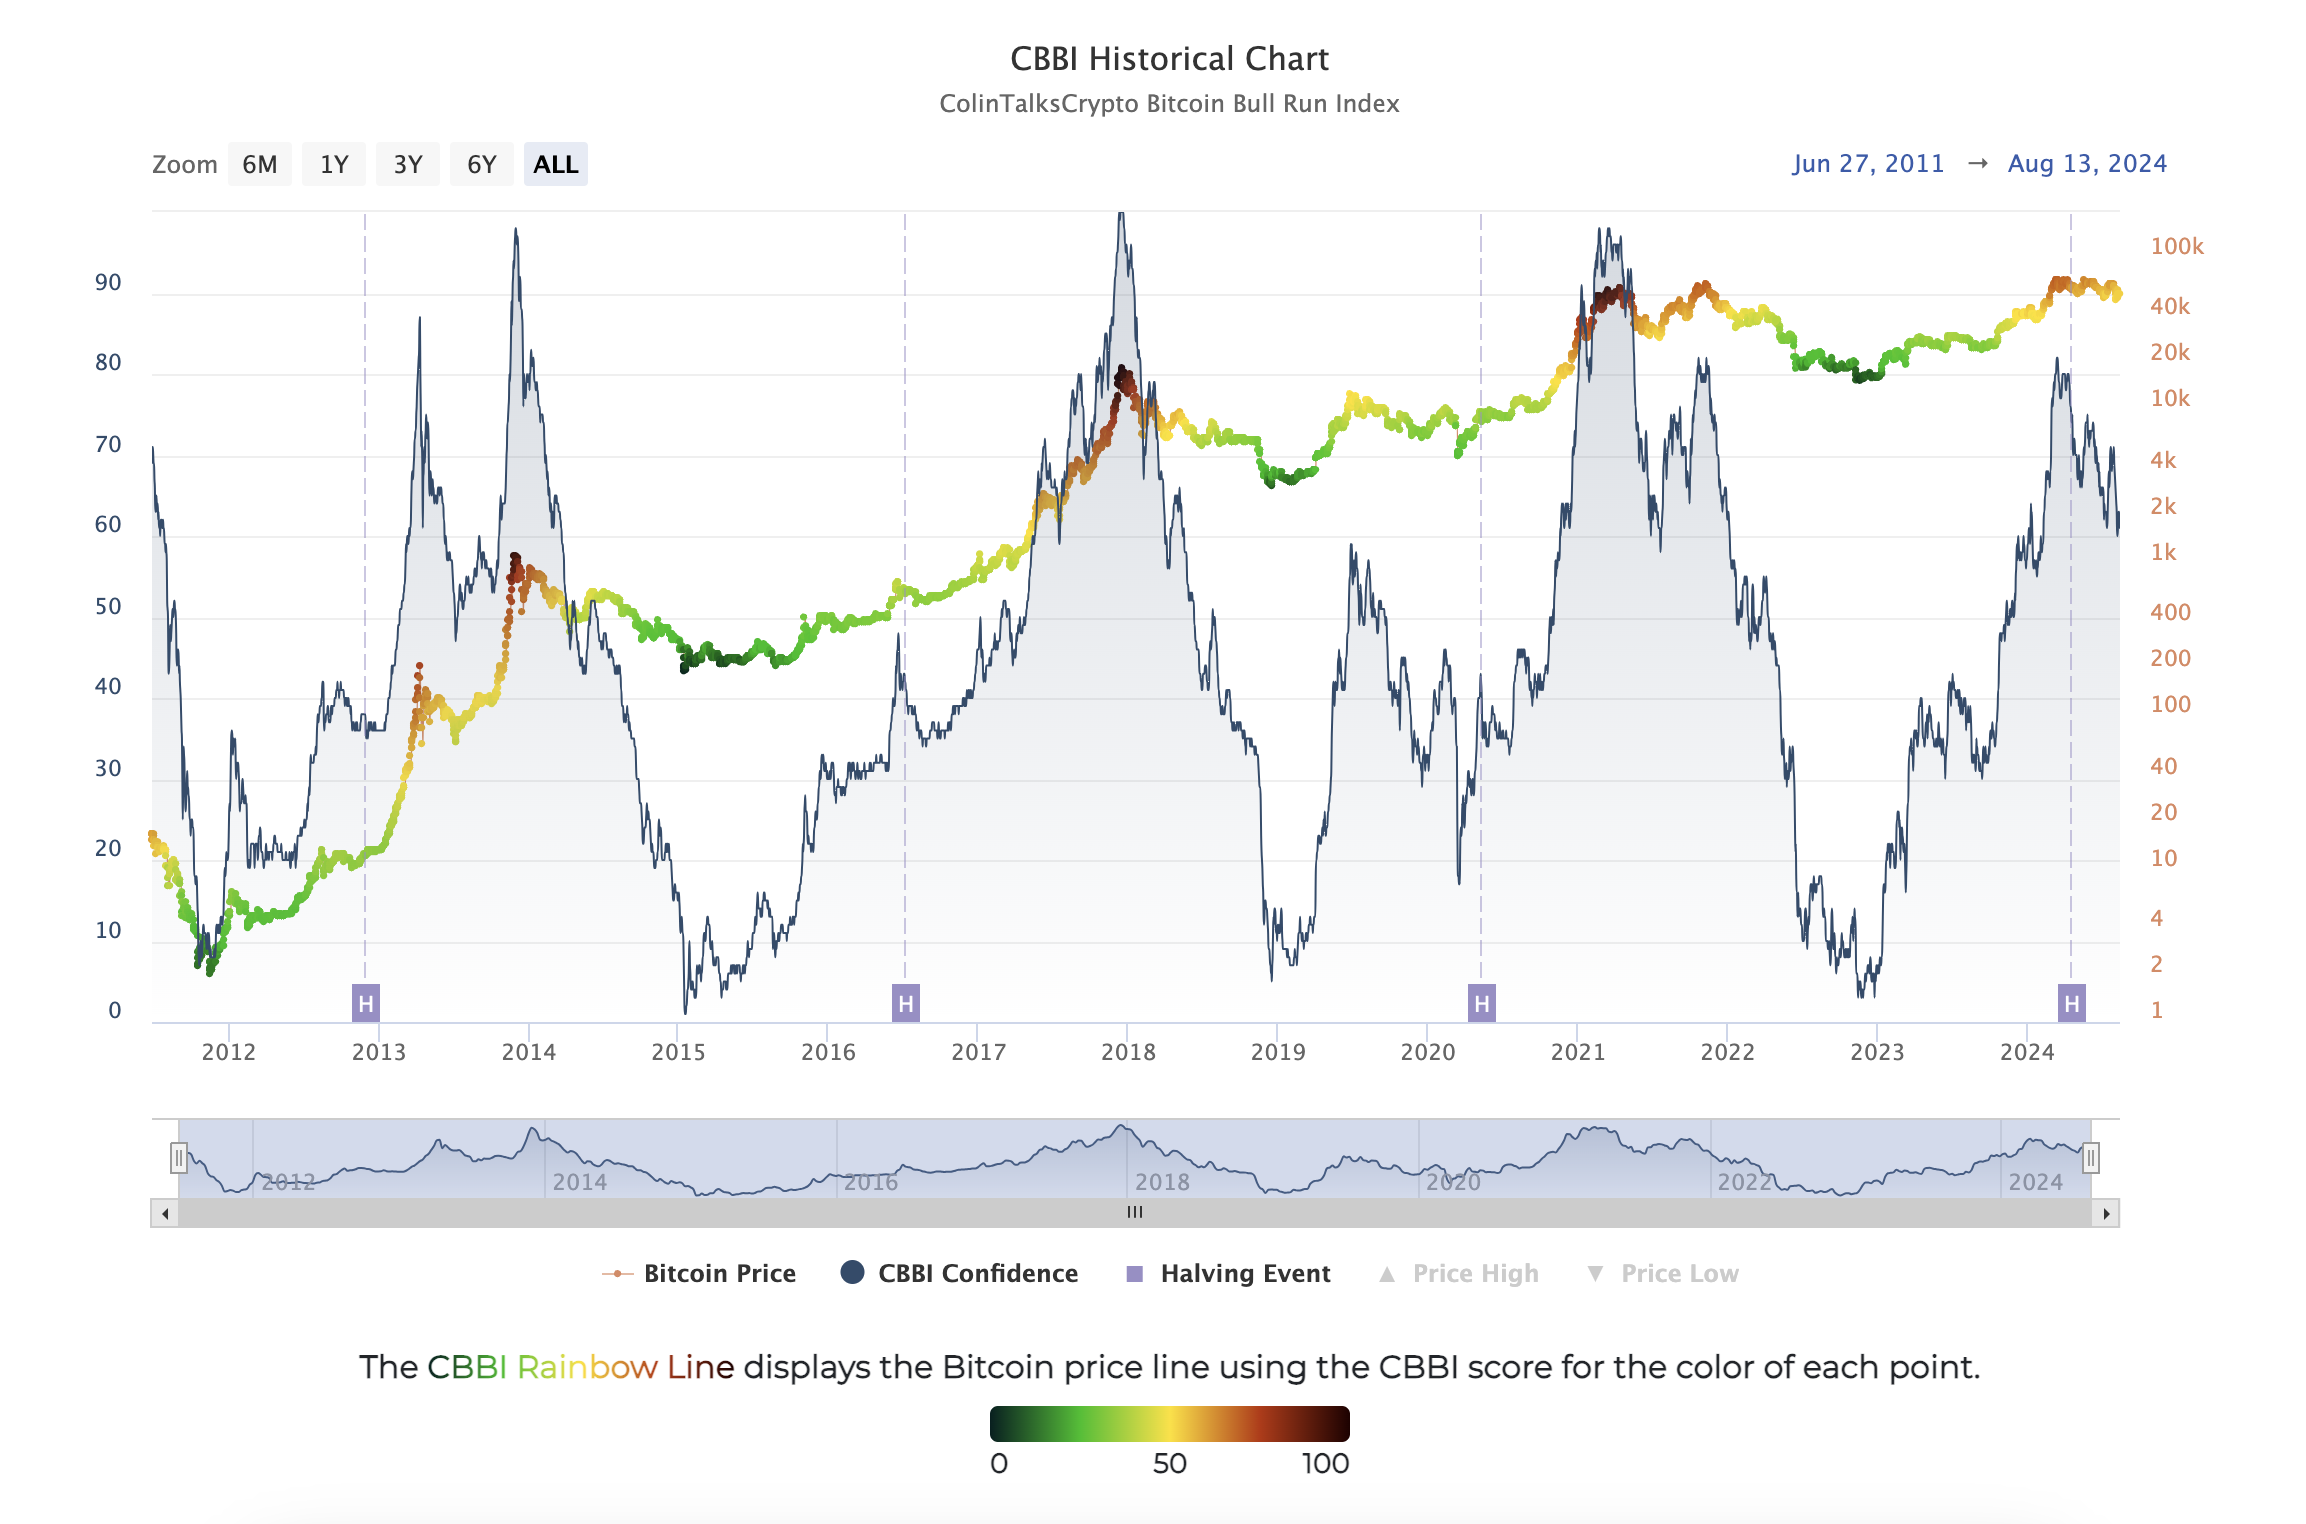 CBBI Historical Chart
ColinTalksCrypto Bitcoin Bull Run Index
Zoom 6M 1Y 3Y 6Y ALL Jun 27, 2011 → Aug 13, 2024
100k
90
40k
80
20k
10k
70
4k
60
2k
1k
50
400
200
40
100
30
40
20
20
10
10
4
2
0 H H H H 1
2012 2013 2014 2015 2016 2017 2018 2019 2020 2021 2022 2023 2024
2012 2014 2016 2018 2020 2022 2024
Bitcoin Price CBBI Confidence Halving Event Price High Price Low
The CBBI Rainbow Line displays the Bitcoin price line using the CBBI score for the color of each point.
0 50 100